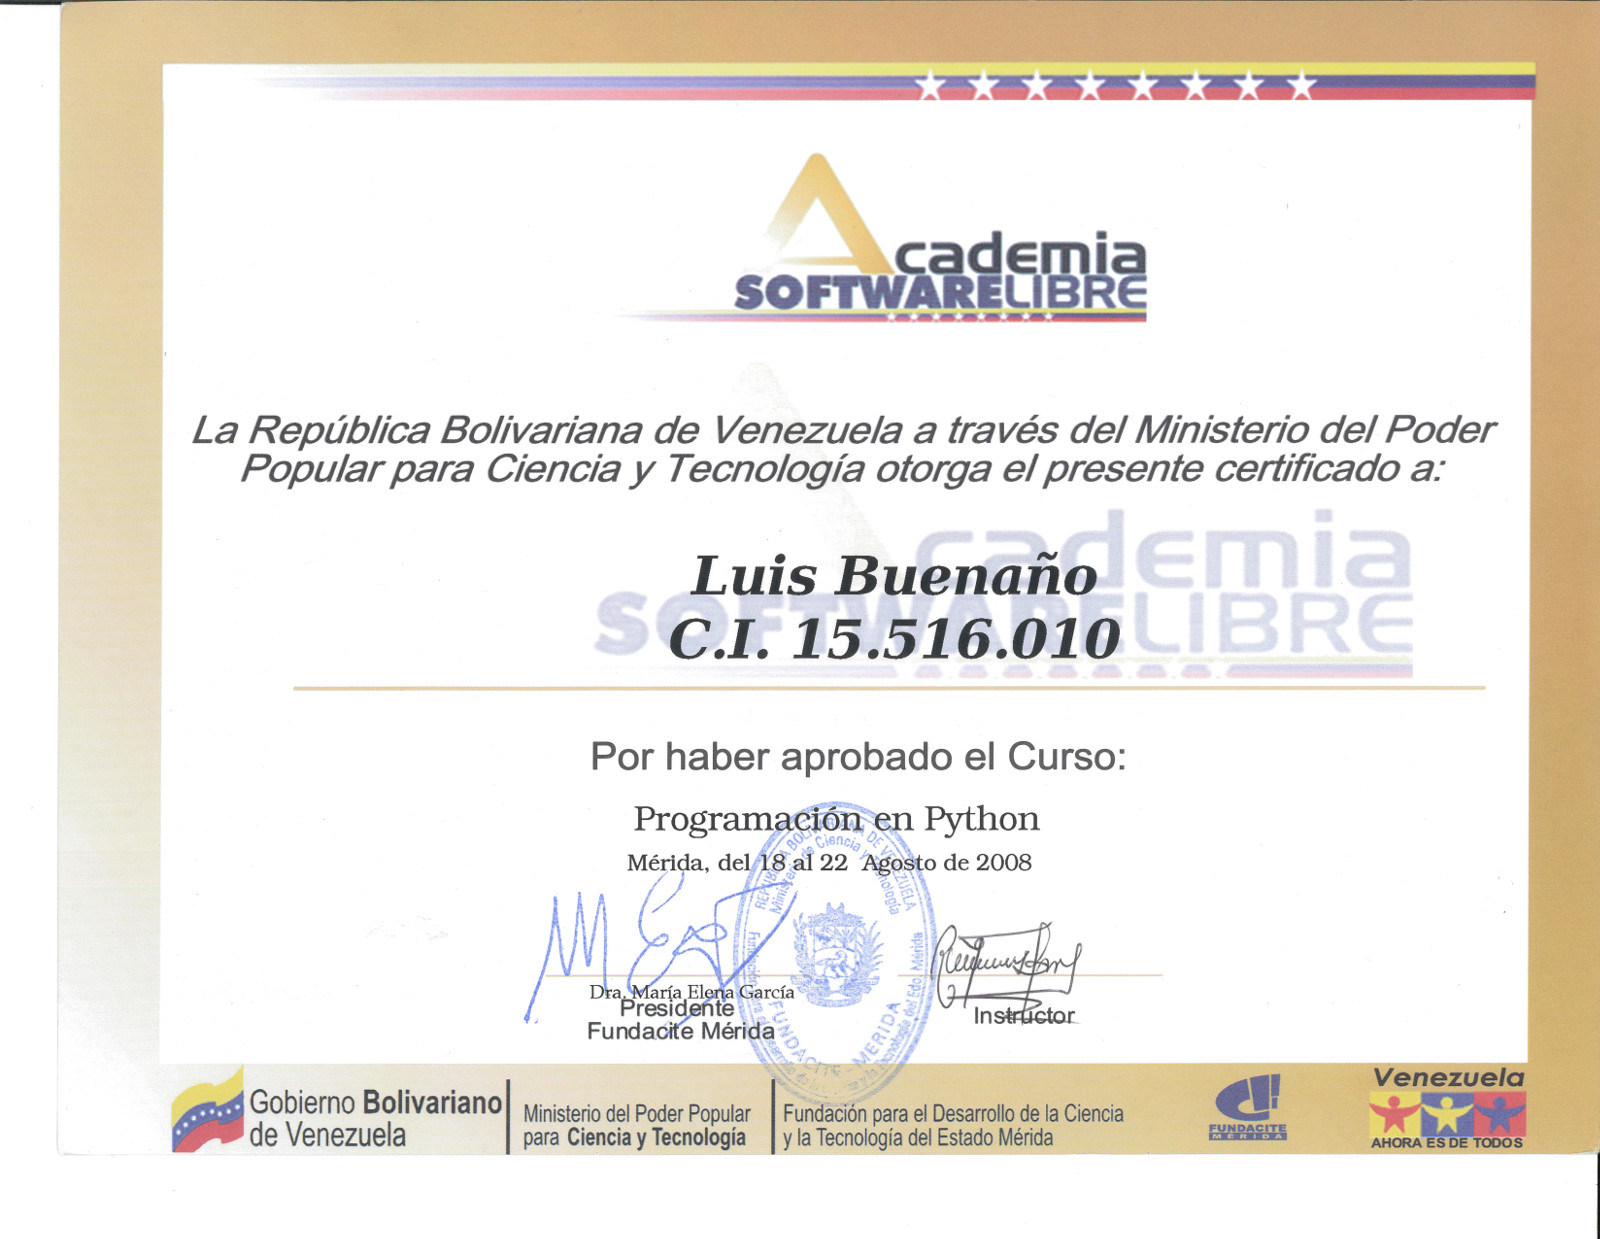 Academia
SOFTWARELIBRE
La República Bolivariana de Venezuela a través del Ministerio del Poder
Popular para Ciencia y Tecnología otorga el presente certificado a:
Academia
SOFTWARELIBRE
Luis Buenaño
C.I. 15.516.010
Por haber aprobado el Curso:
Programación en Python
Mérida, del 18 al 22 Agosto de 2008
REPÚBLICA BOLIVARIANA DE VENEZUELA
Ministerio de Ciencia y Tecnología
FUNDACITE - MERIDA
Dra. María Elena García
Presidente
Fundacite Mérida
Instructor
Gobierno Bolivariano
de Venezuela
Ministerio del Poder Popular
para Ciencia y Tecnología
Fundación para el Desarrollo de la Ciencia
y la Tecnología del Estado Mérida
FUNDACITE
MERIDA
Venezuela
AHORA ES DE TODOS